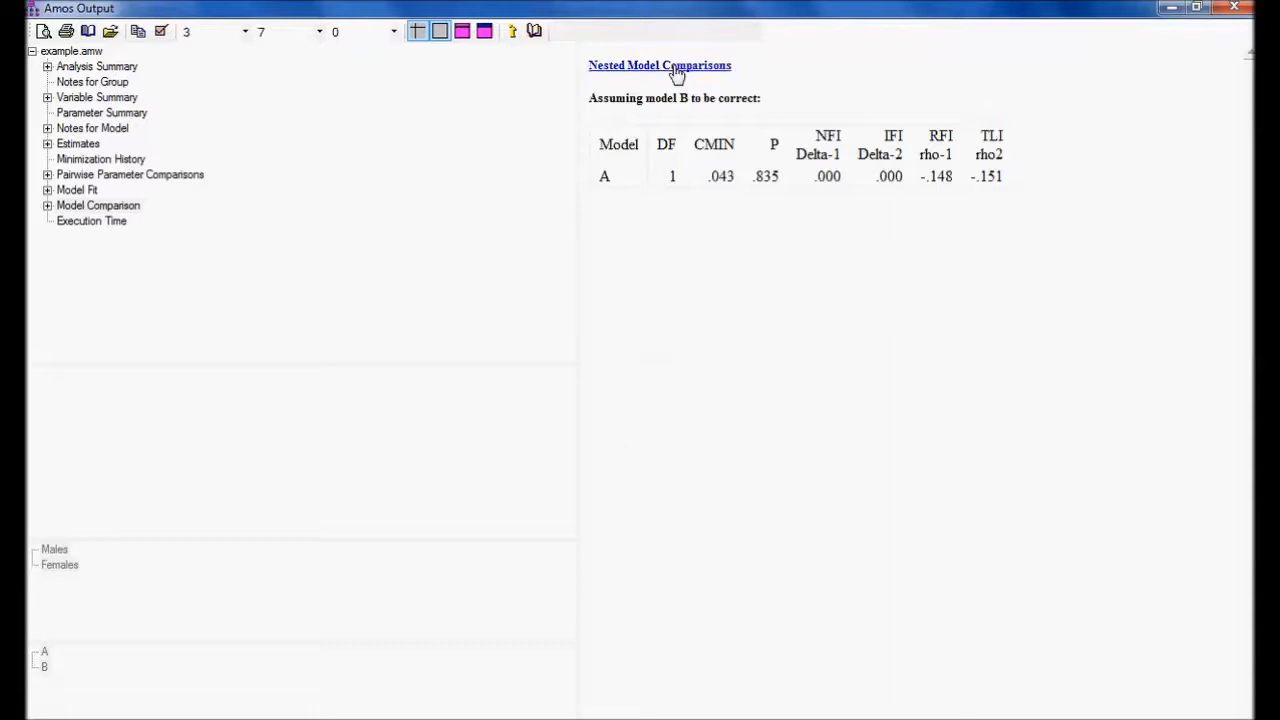 Amos Output
3 7 0
example.amw
Analysis Summary
Notes for Group
Variable Summary
Parameter Summary
Notes for Model
Estimates
Minimization History
Pairwise Parameter Comparisons
Model Fit
Model Comparison
Execution Time
Males
Females
A
B
Nested Model Comparisons
Assuming model B to be correct:
NFI IFI RFI TLI
Model DF CMIN P
Delta-1 Delta-2 rho-1 rho2
A 1 .043 .835 .000 .000 -.148 -.151